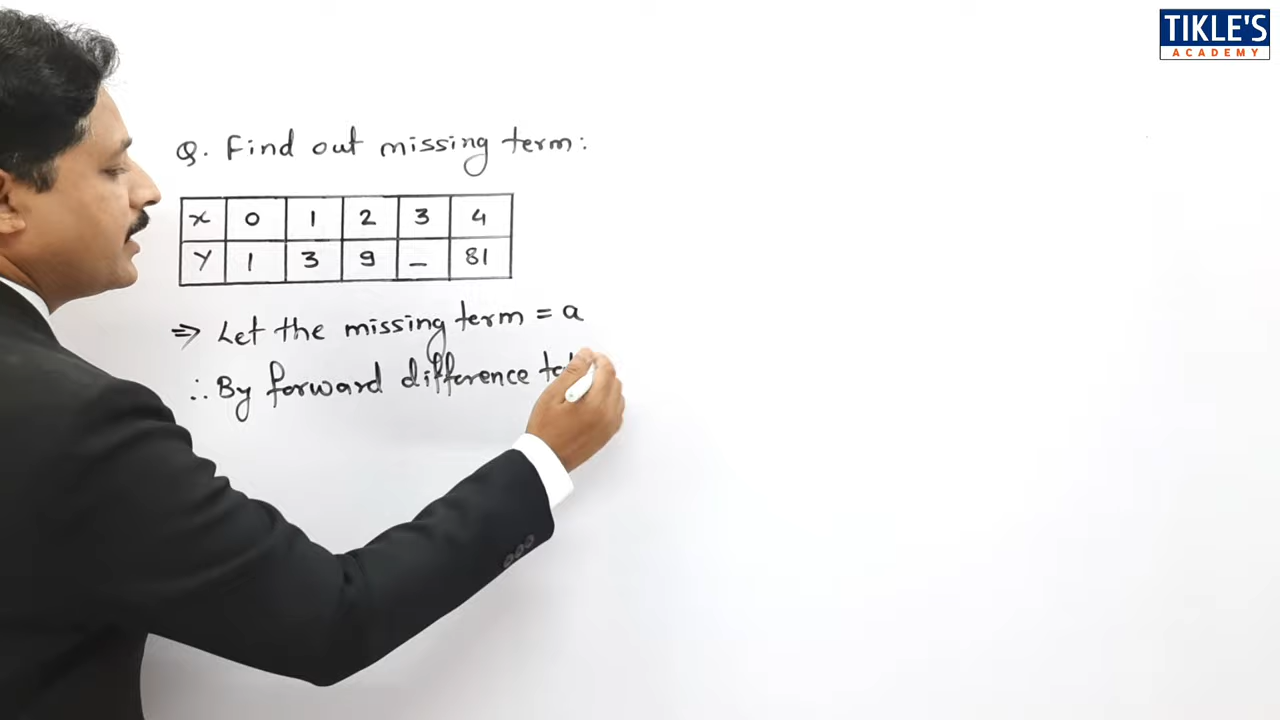 TIKLE'S
ACADEMY
Q. Find out missing term:
x 0 1 2 3 4
y 1 3 9 _ 81
⇒ Let the missing term = a
∴ By forward difference